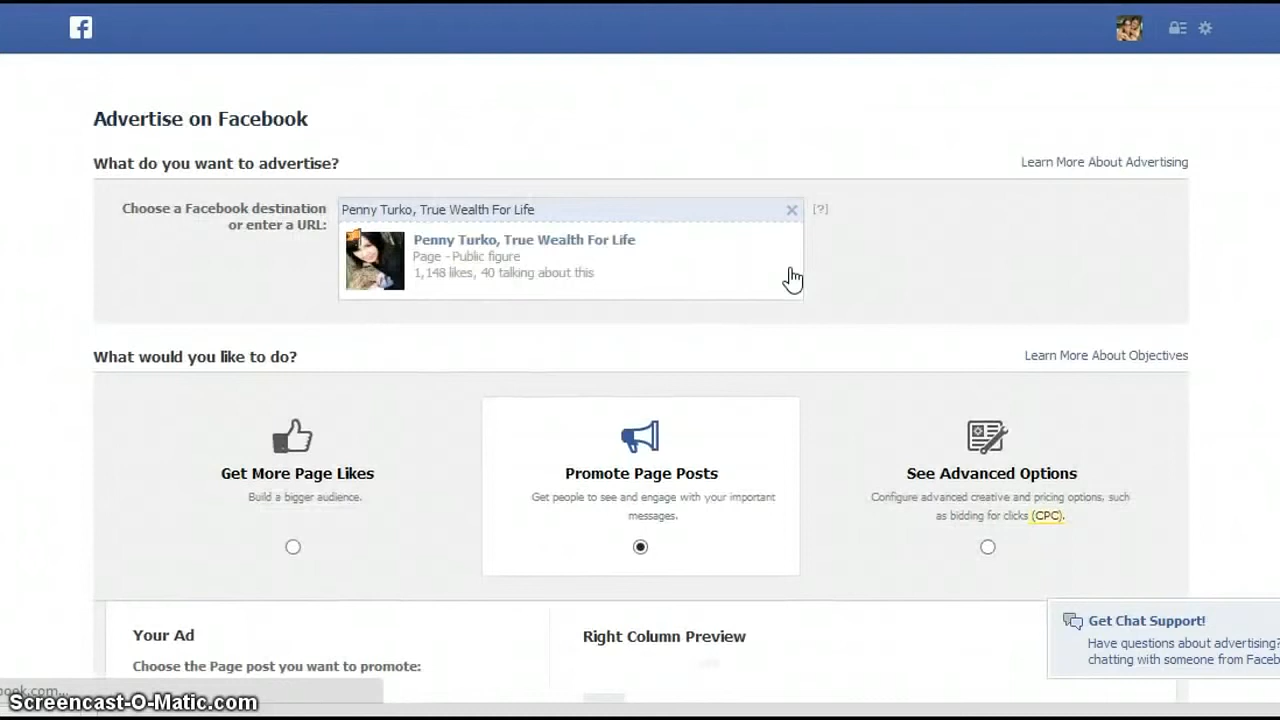 f
Advertise on Facebook
What do you want to advertise?
Learn More About Advertising
Choose a Facebook destination
or enter a URL:
Penny Turko, True Wealth For Life
[?]
Penny Turko, True Wealth For Life
Page - Public figure
1,148 likes, 40 talking about this
What would you like to do?
Learn More About Objectives
Get More Page Likes
Build a bigger audience.
Promote Page Posts
Get people to see and engage with your important
messages.
See Advanced Options
Configure advanced creative and pricing options, such
as bidding for clicks (CPC).
Your Ad
Choose the Page post you want to promote:
Right Column Preview
Get Chat Support!
Have questions about advertising?
chatting with someone from Faceb
book.com...
Screencast-O-Matic.com